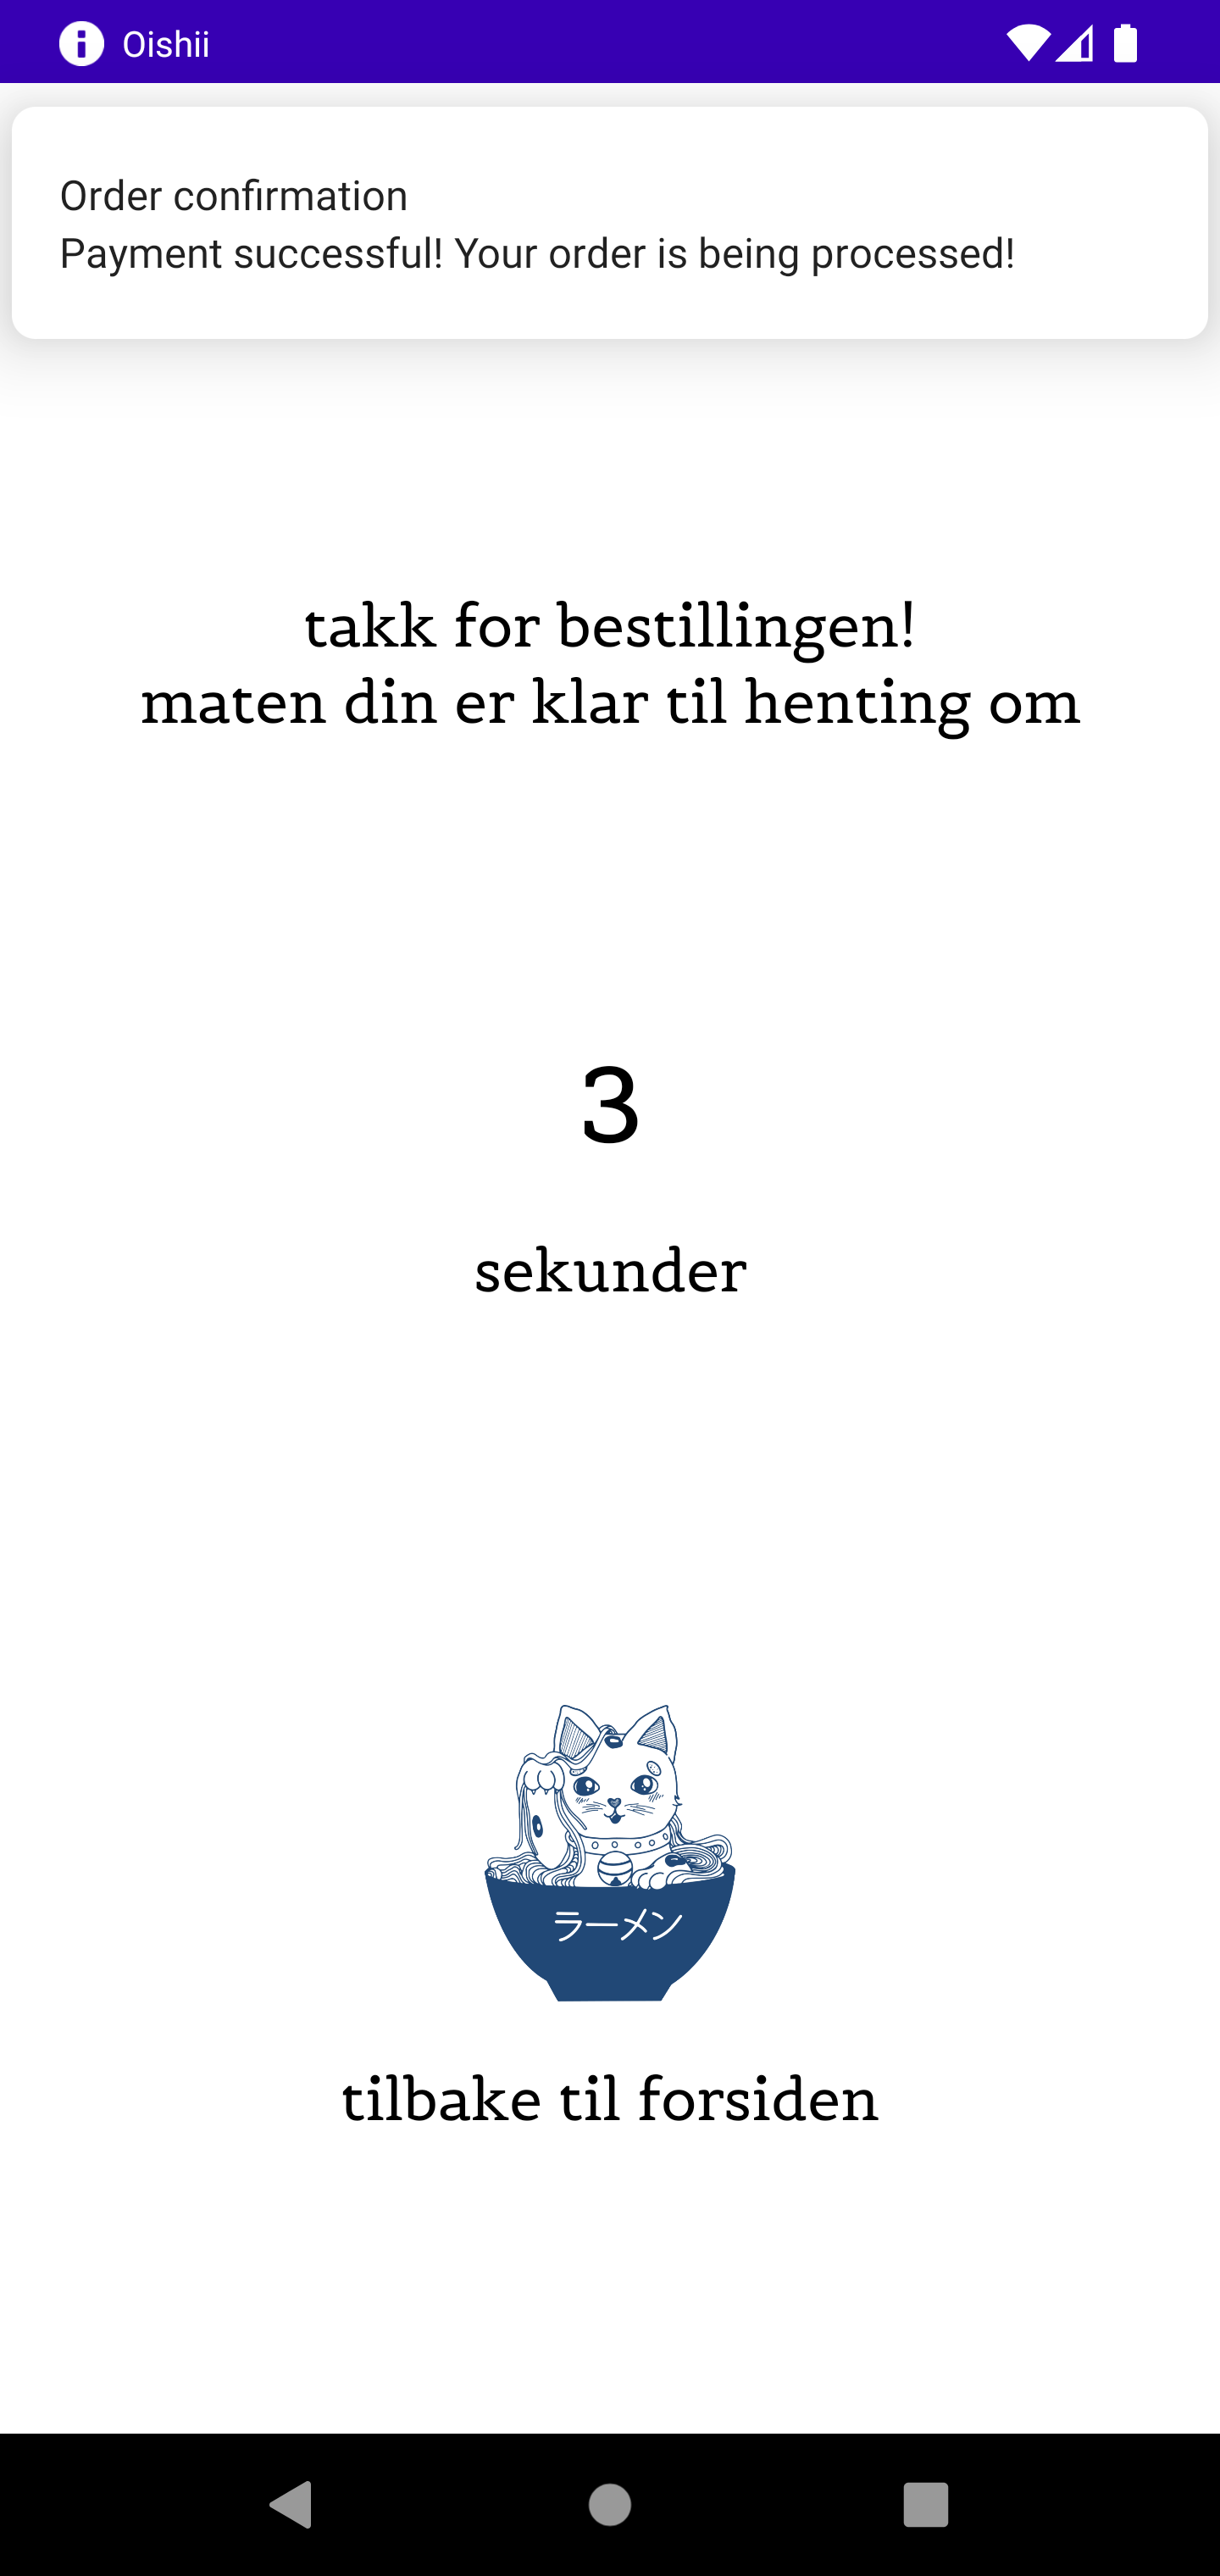 Oishii
Order confirmation
Payment successful! Your order is being processed!
takk for bestillingen!
maten din er klar til henting om
3
sekunder
ラーメン
tilbake til forsiden